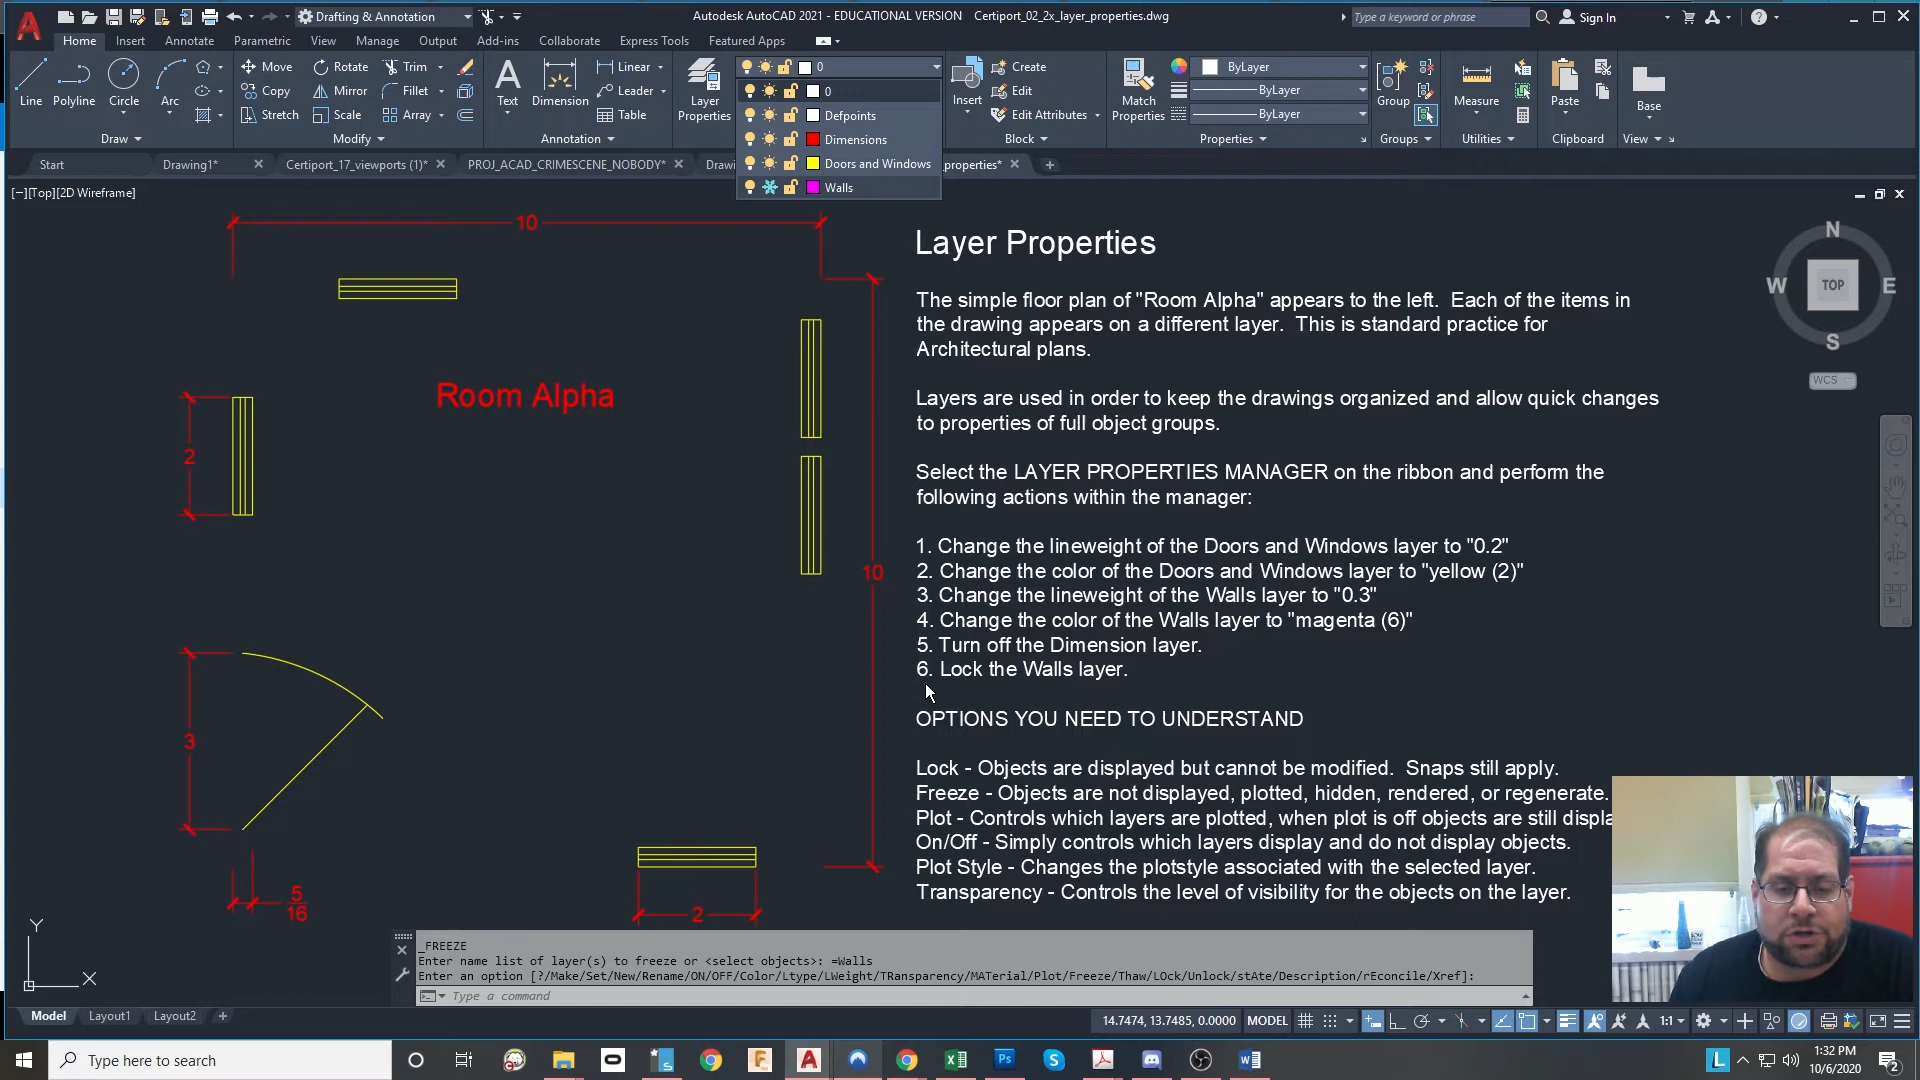 Drafting & Annotation
Autodesk AutoCAD 2021 - EDUCATIONAL VERSION Certiport_02_2x_layer_properties.dwg
Type a keyword or phrase
Sign In
Home Insert Annotate Parametric View Manage Output Add-ins Collaborate Express Tools Featured Apps
Line Polyline Circle Arc
Move Rotate Trim
Copy Mirror Fillet
Stretch Scale Array
Text Dimension
Linear
Leader
Table
Layer
Properties
0
0
Defpoints
Dimensions
Doors and Windows
Walls
Insert
Create
Edit
Edit Attributes
Match
Properties
ByLayer
ByLayer
ByLayer
Group
Measure
Paste
Base
Draw Modify Annotation Block Properties Groups Utilities Clipboard View
Start Drawing1* Certiport_17_viewports (1)* PROJ_ACAD_CRIMESCENE_NOBODY* Drawi properties*
[−][Top][2D Wireframe]
10
Room Alpha
2
10
3
5
16
2
Layer Properties
The simple floor plan of "Room Alpha" appears to the left. Each of the items in
the drawing appears on a different layer. This is standard practice for
Architectural plans.
Layers are used in order to keep the drawings organized and allow quick changes
to properties of full object groups.
Select the LAYER PROPERTIES MANAGER on the ribbon and perform the
following actions within the manager:
1. Change the lineweight of the Doors and Windows layer to "0.2"
2. Change the color of the Doors and Windows layer to "yellow (2)"
3. Change the lineweight of the Walls layer to "0.3"
4. Change the color of the Walls layer to "magenta (6)"
5. Turn off the Dimension layer.
6. Lock the Walls layer.
OPTIONS YOU NEED TO UNDERSTAND
Lock - Objects are displayed but cannot be modified. Snaps still apply.
Freeze - Objects are not displayed, plotted, hidden, rendered, or regenerate.
Plot - Controls which layers are plotted, when plot is off objects are still displa
On/Off - Simply controls which layers display and do not display objects.
Plot Style - Changes the plotstyle associated with the selected layer.
Transparency - Controls the level of visibility for the objects on the layer.
N
W TOP E
S
WCS
Y
X
_FREEZE
Enter name list of layer(s) to freeze or <select objects>: =Walls
Enter an option [?/Make/Set/New/Rename/ON/OFF/Color/Ltype/LWeight/TRansparency/MATerial/Plot/Freeze/Thaw/LOck/Unlock/stAte/Description/rEconcile/Xref]:
Type a command
Model Layout1 Layout2
14.7474, 13.7485, 0.0000 MODEL 1:1
Type here to search
1:32 PM
10/6/2020
2